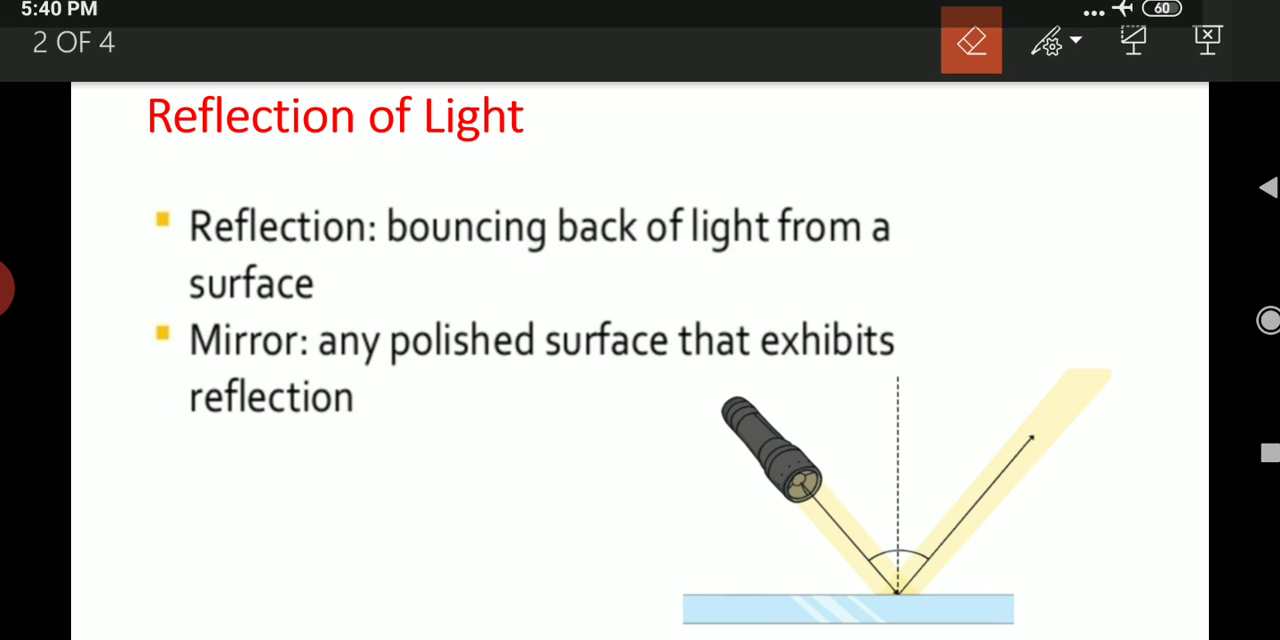 5:40 PM
60
2 OF 4
Reflection of Light
Reflection: bouncing back of light from a
surface
Mirror: any polished surface that exhibits
reflection